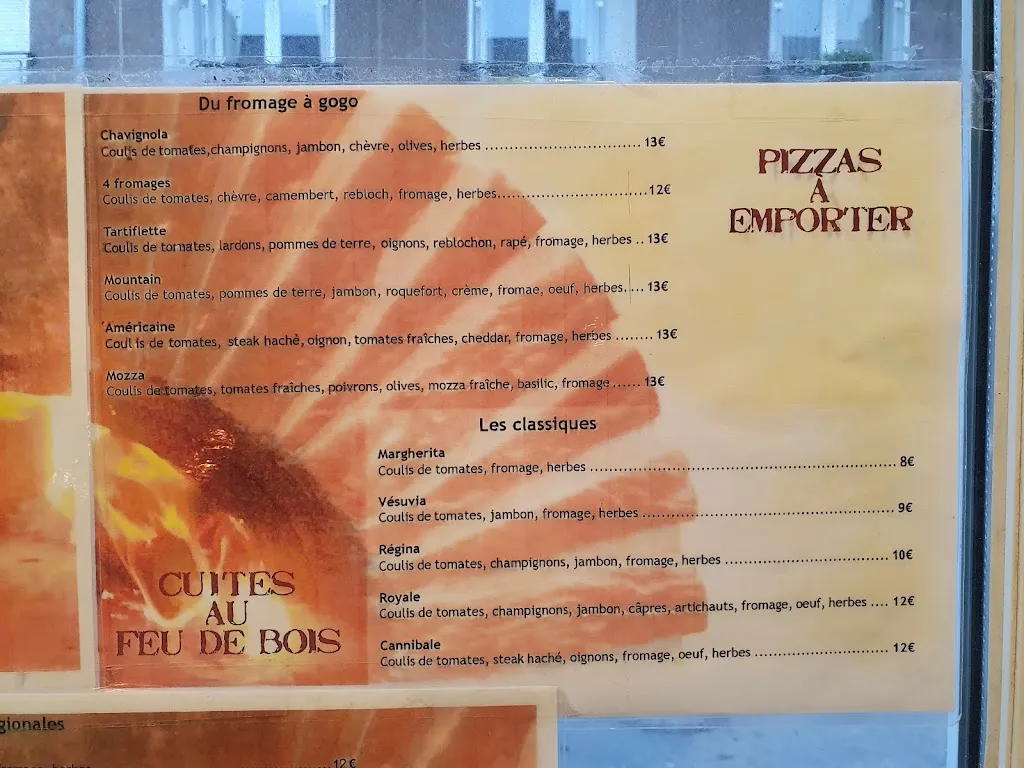 Du fromage à gogo
Chavignola
Coulis de tomates,champignons, jambon, chèvre, olives, herbes ................................ 13€
4 fromages
Coulis de tomates, chèvre, camembert, rebloch, fromage, herbes...............................12€
Tartiflette
Coulis de tomates, lardons, pommes de terre, oignons, reblochon, rapé, fromage, herbes .. 13€
Mountain
Coulis de tomates, pommes de terre, jambon, roquefort, crème, fromae, oeuf, herbes.... 13€
Américaine
Coul is de tomates, steak haché, oignon, tomates fraîches, cheddar, fromage, herbes ........ 13€
Mozza
Coulis de tomates, tomates fraîches, poivrons, olives, mozza fraîche, basilic, fromage ...... 13€
PIZZAS
À
EMPORTER
Les classiques
Margherita
Coulis de tomates, fromage, herbes ................................................................ 8€
Vésuvia
Coulis de tomates, jambon, fromage, herbes ..................................................... 9€
Régina
Coulis de tomates, champignons, jambon, fromage, herbes .................................. 10€
Royale
Coulis de tomates, champignons, jambon, câpres, artichauts, fromage, oeuf, herbes .... 12€
Cannibale
Coulis de tomates, steak haché, oignons, fromage, oeuf, herbes ............................ 12€
CUITES
AU
FEU DE BOIS
gionales
12€